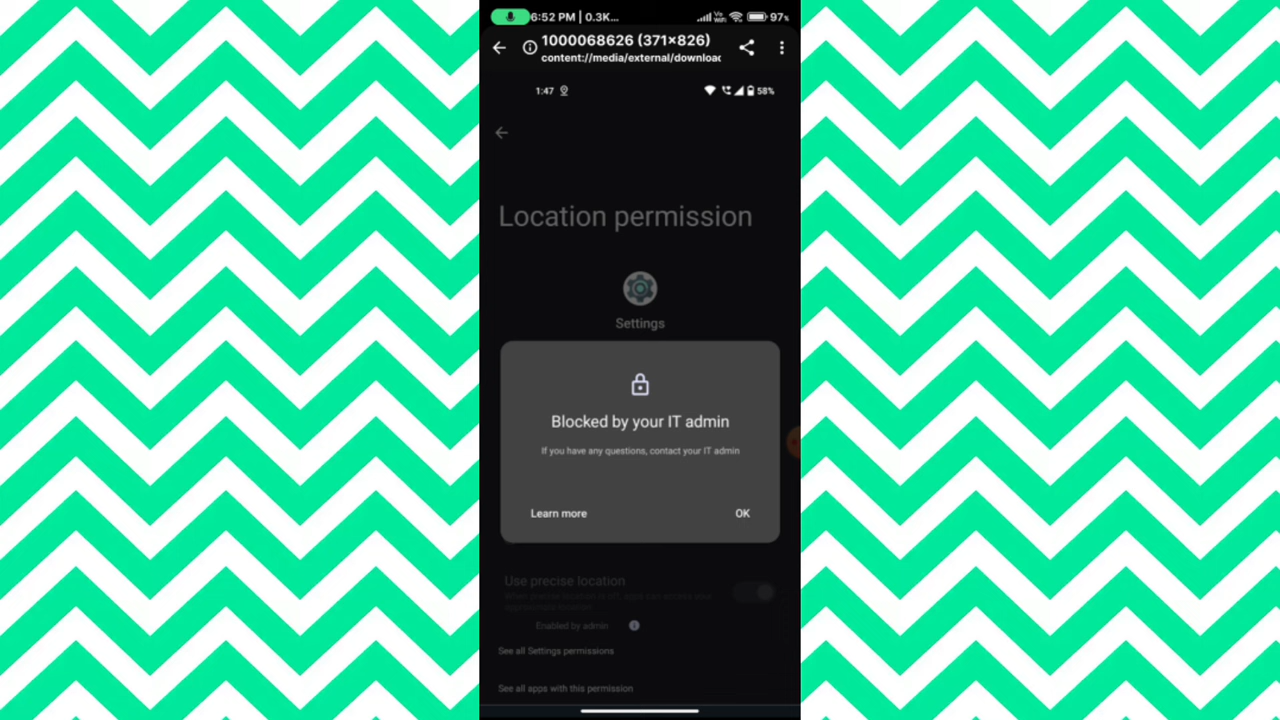 6:52 PM | 0.3K...
97%
1000068626 (371×826)
content://media/external/downloac
1:47
58%
Location permission
Settings
Blocked by your IT admin
If you have any questions, contact your IT admin
Learn more
OK
Use precise location
Enabled by admin
See all Settings permissions
See all apps with this permission